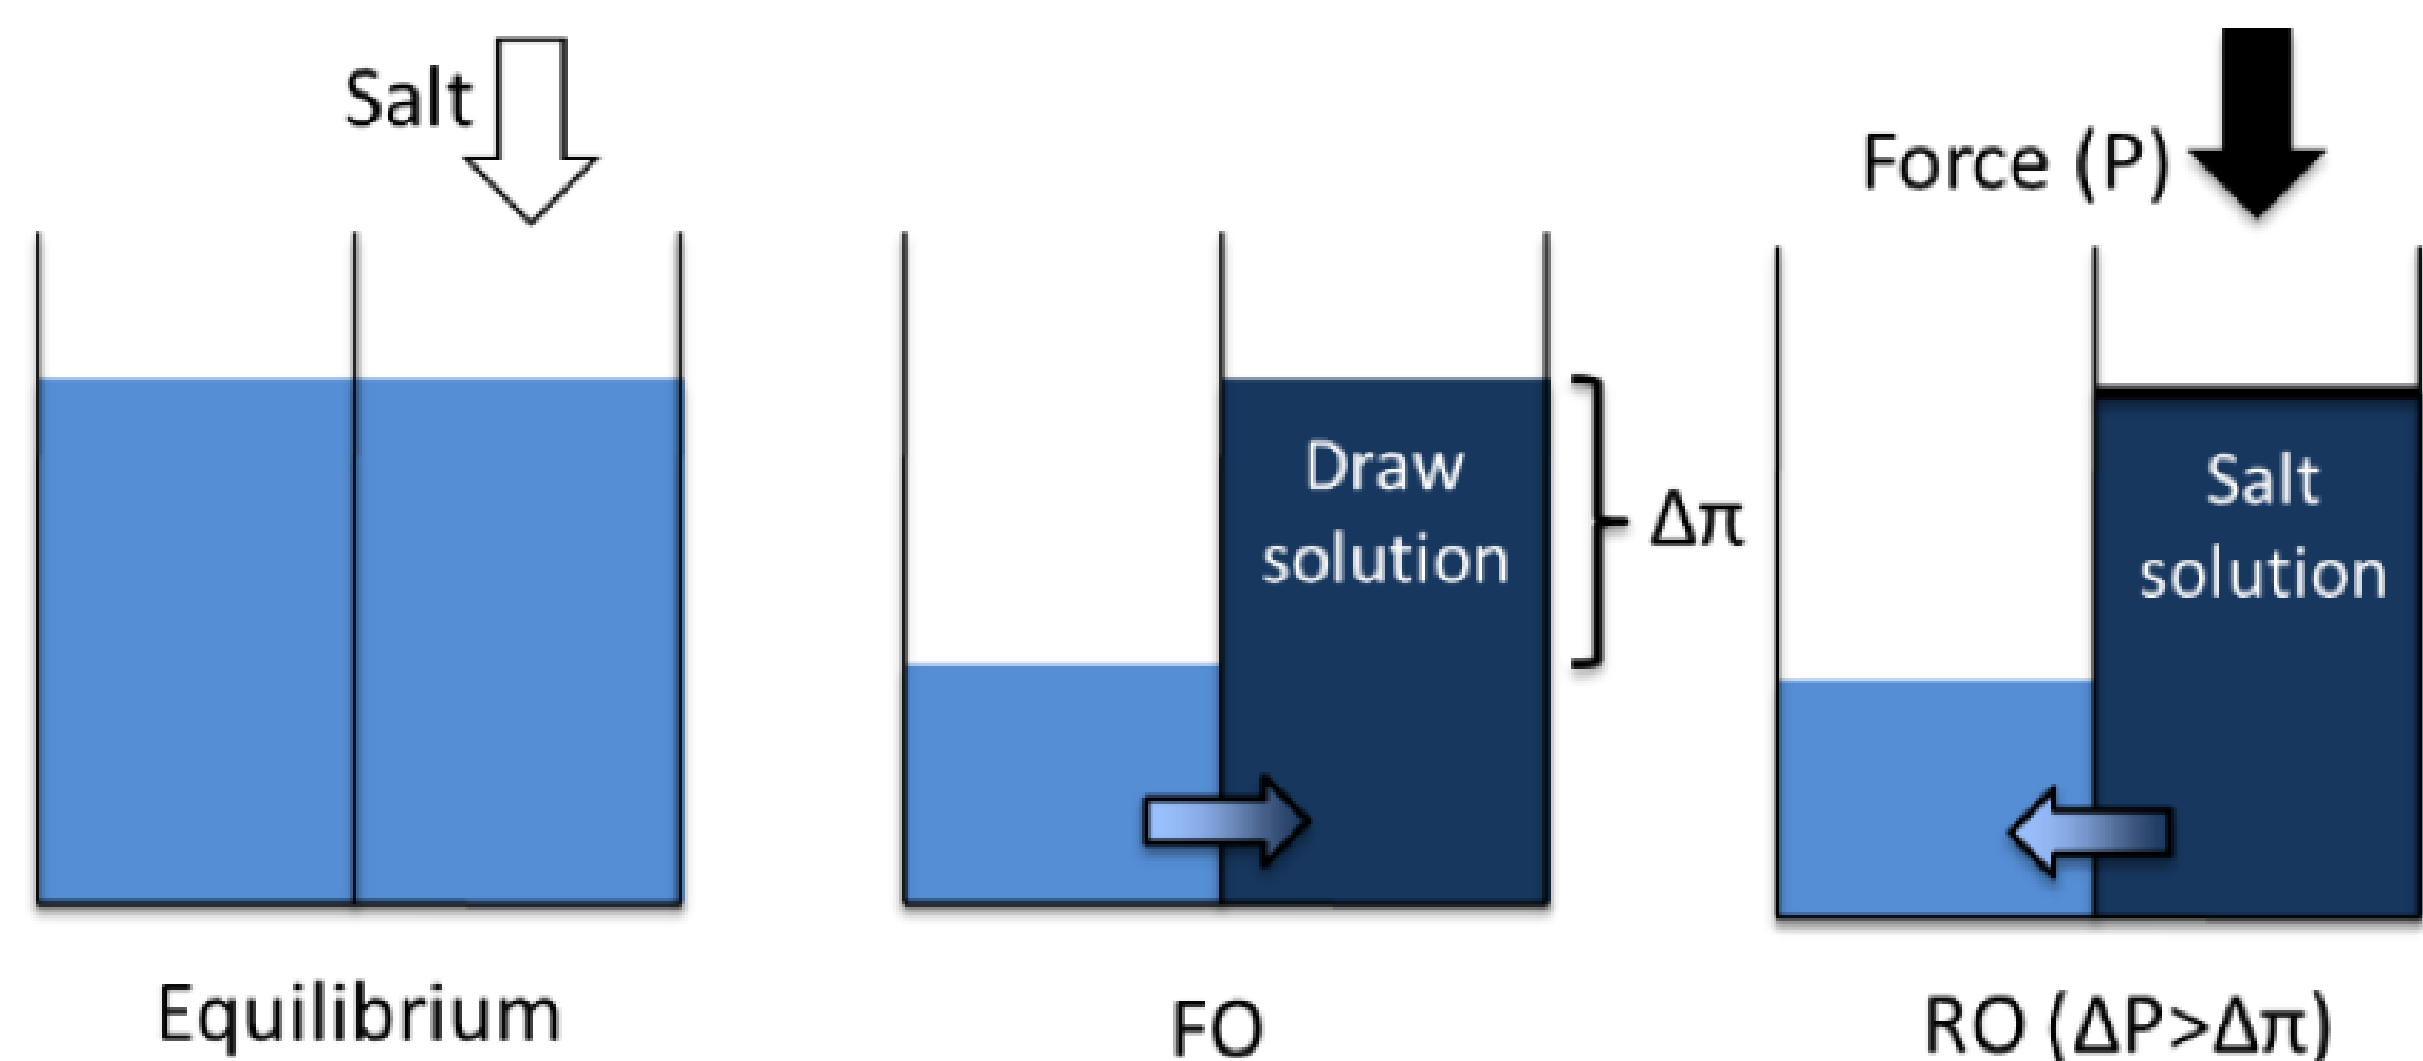 Salt
Force (P)
Draw
solution
Δπ
Salt
solution
Equilibrium
FO
RO (ΔP>Δπ)